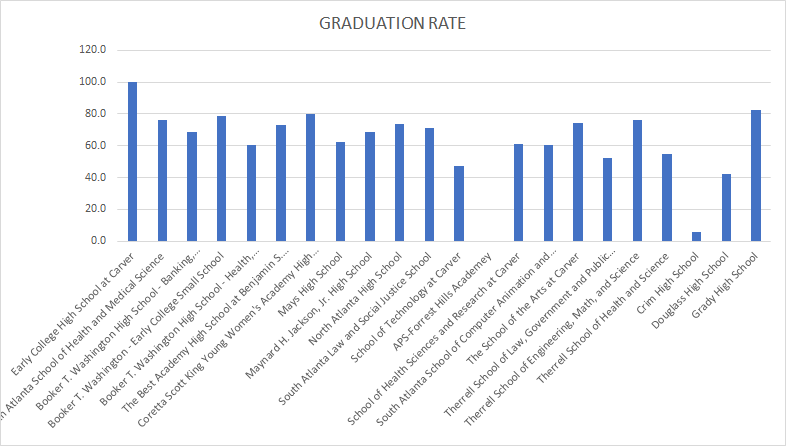 GRADUATION RATE
120.0
100.0
80.0
60.0
40.0
20.0
0.0
Early College High School at Carver
Atlanta School of Health and Medical Science
Booker T. Washington High School - Banking,...
Booker T. Washington - Early College Small School
Booker T. Washington High School - Health,...
The Best Academy High School at Benjamin S...
Coretta Scott King Young Women's Academy High...
Mays High School
Maynard H. Jackson, Jr. High School
North Atlanta High School
South Atlanta Law and Social Justice School
School of Technology at Carver
APS-Forrest Hills Academey
School of Health Sciences and Research at Carver
South Atlanta School of Computer Animation and...
The School of the Arts at Carver
Therrell School of Law, Government and Public...
Therrell School of Engineering, Math, and Science
Therrell School of Health and Science
Crim High School
Douglass High School
Grady High School